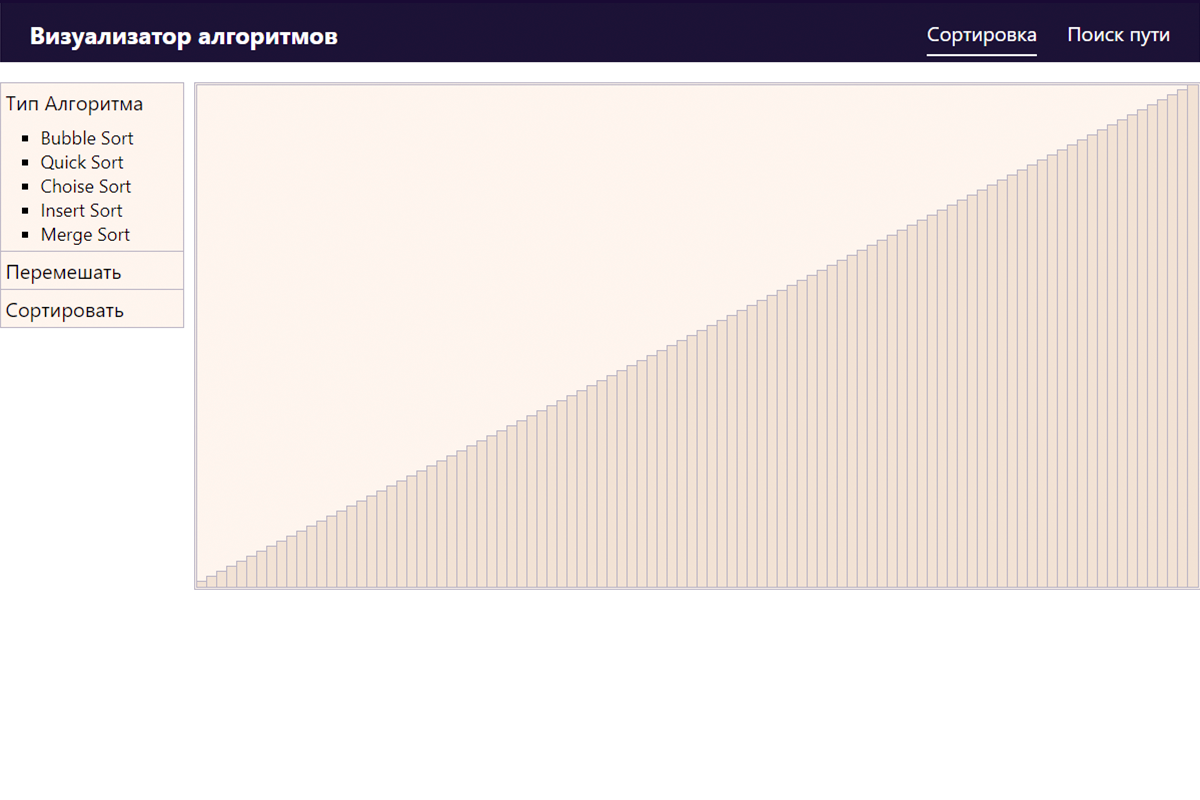 Визуализатор алгоритмов
Сортировка
Поиск пути
Тип Алгоритма
Bubble Sort
Quick Sort
Choise Sort
Insert Sort
Merge Sort
Перемешать
Сортировать